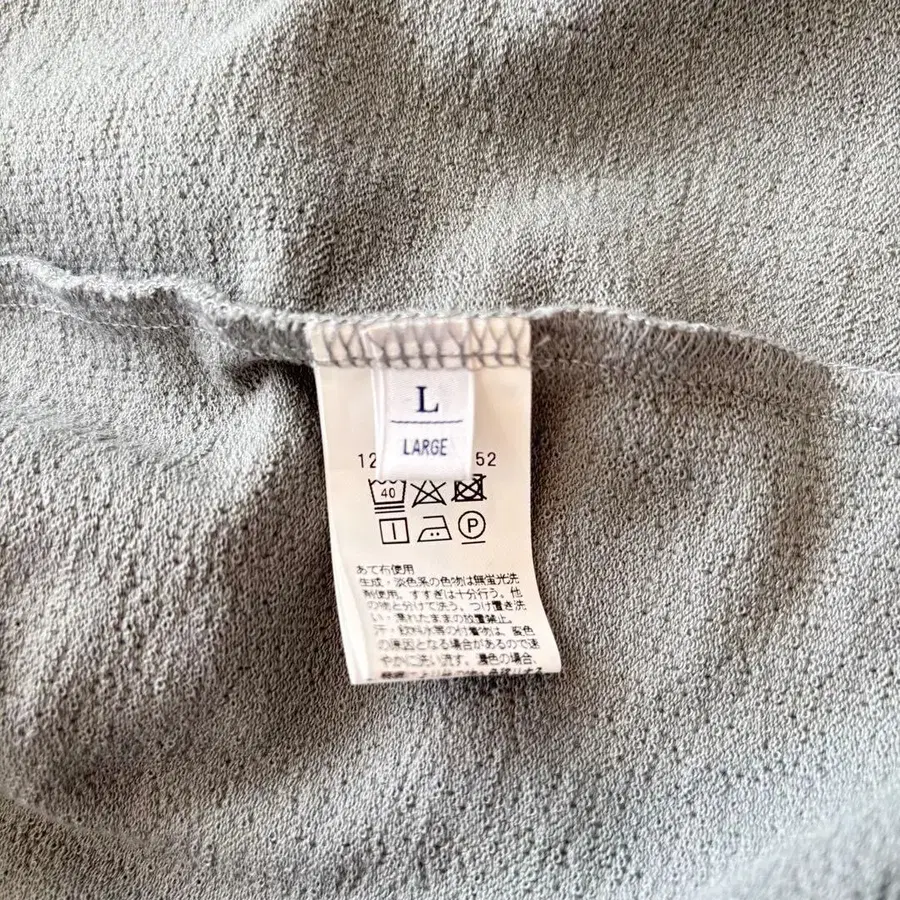 L
LARGE
12 52
40
P
あて布使用
生成・淡色系の色物は無蛍光洗
剤使用。すすぎは十分行う。他
の物と分けて洗う。つけ置き洗
い・濡れたままの放置禁止。
汗・飲料水等の付着物は、変色
の原因となる場合があるので速
やかに洗い流す。濃色の場合、